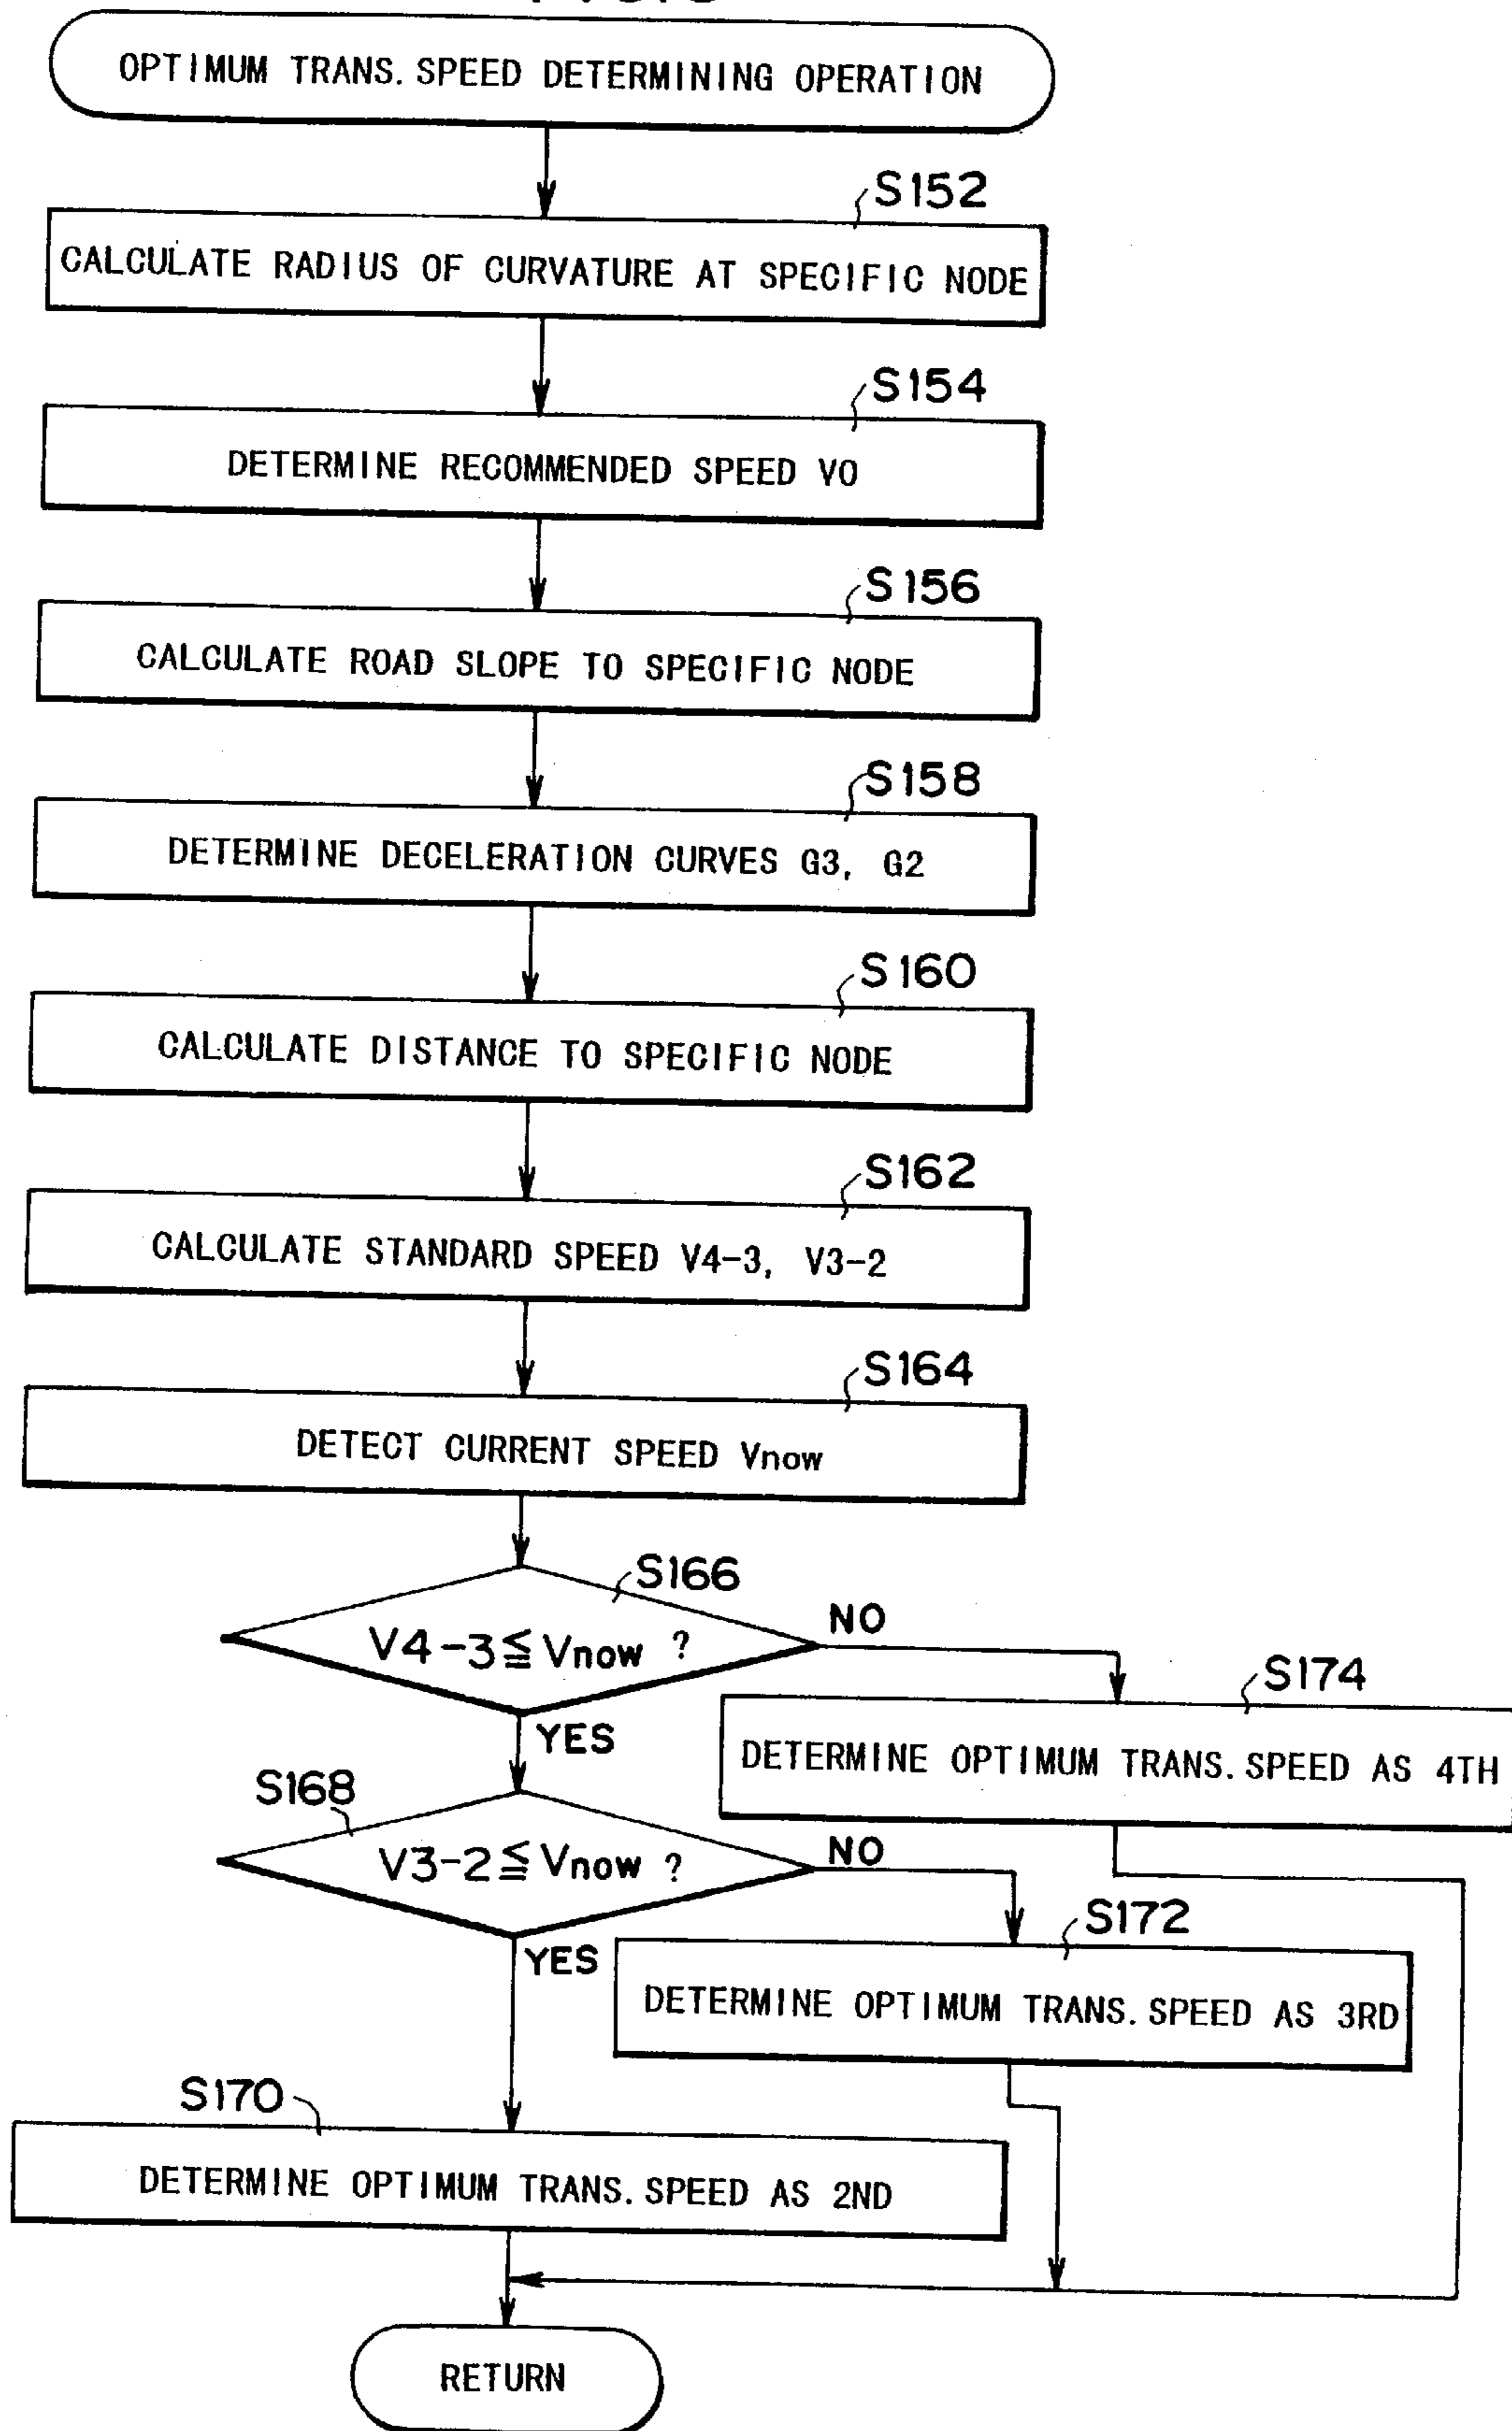 OPTIMUM TRANS. SPEED DETERMINING OPERATION
S152
CALCULATE RADIUS OF CURVATURE AT SPECIFIC NODE
S154
DETERMINE RECOMMENDED SPEED V0
S156
CALCULATE ROAD SLOPE TO SPECIFIC NODE
S158
DETERMINE DECELERATION CURVES G3, G2
S160
CALCULATE DISTANCE TO SPECIFIC NODE
S162
CALCULATE STANDARD SPEED V4-3, V3-2
S164
DETECT CURRENT SPEED Vnow
S166
V4-3≦Vnow ?
NO
YES
S174
DETERMINE OPTIMUM TRANS. SPEED AS 4TH
S168
V3-2≦Vnow ?
NO
YES
S172
DETERMINE OPTIMUM TRANS. SPEED AS 3RD
S170
DETERMINE OPTIMUM TRANS. SPEED AS 2ND
RETURN